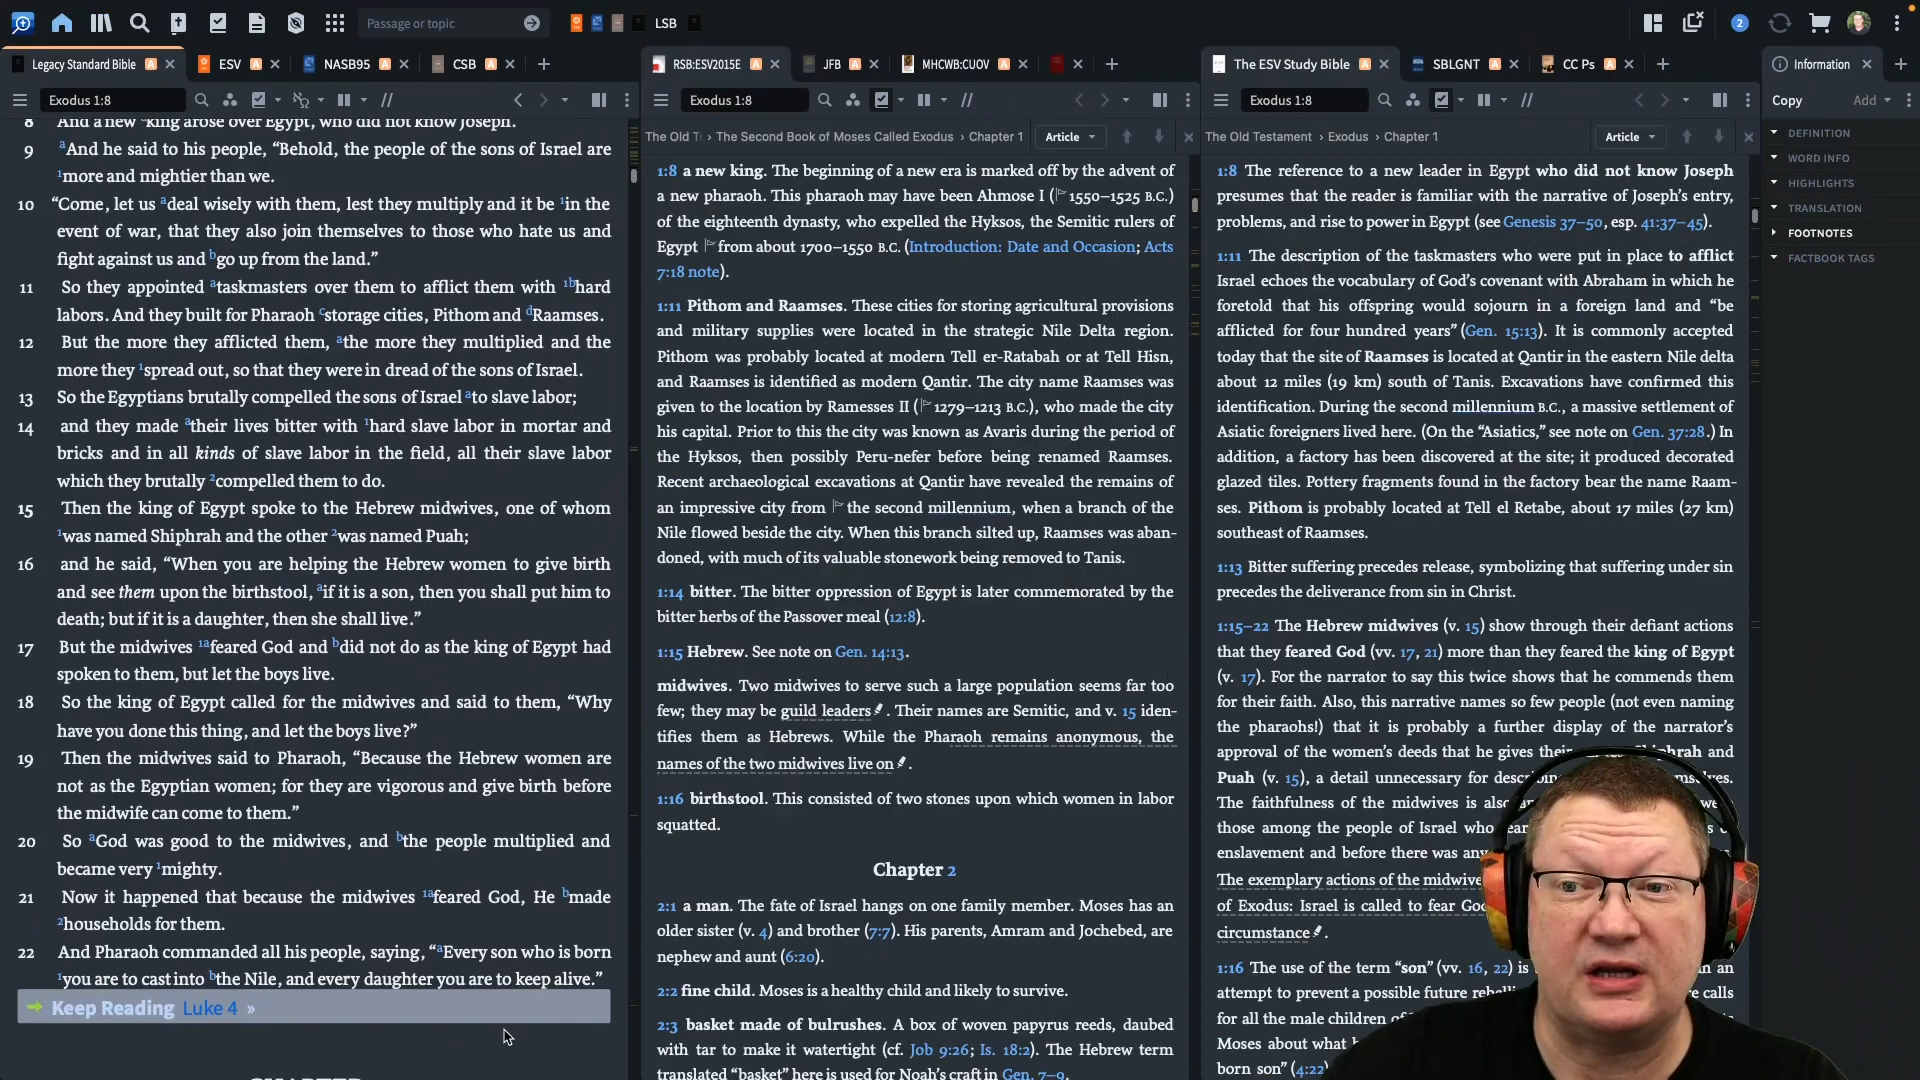 Passage or topic
LSB
2
Legacy Standard Bible A
ESV A
NASB95 A
CSB A
RSB:ESV2015E A
JFB A
MHCWB:CUOV A
A
The ESV Study Bible A
SBLGNT A
CC Ps A
Information
Exodus 1:8
Exodus 1:8
Exodus 1:8
Copy
Add
8 And a new ᵃking arose over Egypt, who did not know Joseph.
9 ᵃAnd he said to his people, “Behold, the people of the sons of Israel are
¹more and mightier than we.
10 “Come, let us ᵃdeal wisely with them, lest they multiply and it be ¹in the
event of war, that they also join themselves to those who hate us and
fight against us and ᵇgo up from the land.”
11 So they appointed ᵃtaskmasters over them to afflict them with ¹ᵇhard
labors. And they built for Pharaoh ᶜstorage cities, Pithom and ᵈRaamses.
12 But the more they afflicted them, ᵃthe more they multiplied and the
more they ¹spread out, so that they were in dread of the sons of Israel.
13 So the Egyptians brutally compelled the sons of Israel ᵃto slave labor;
14 and they made ᵃtheir lives bitter with ¹hard slave labor in mortar and
bricks and in all kinds of slave labor in the field, all their slave labor
which they brutally ²compelled them to do.
15 Then the king of Egypt spoke to the Hebrew midwives, one of whom
¹was named Shiphrah and the other ²was named Puah;
16 and he said, “When you are helping the Hebrew women to give birth
and see them upon the birthstool, ᵃif it is a son, then you shall put him to
death; but if it is a daughter, then she shall live.”
17 But the midwives ¹ᵃfeared God and ᵇdid not do as the king of Egypt had
spoken to them, but let the boys live.
18 So the king of Egypt called for the midwives and said to them, “Why
have you done this thing, and let the boys live?”
19 Then the midwives said to Pharaoh, “Because the Hebrew women are
not as the Egyptian women; for they are vigorous and give birth before
the midwife can come to them.”
20 So ᵃGod was good to the midwives, and ᵇthe people multiplied and
became very ¹mighty.
21 Now it happened that because the midwives ¹ᵃfeared God, He ᵇmade
²households for them.
22 And Pharaoh commanded all his people, saying, “ᵃEvery son who is born
¹you are to cast into ᵇthe Nile, and every daughter you are to keep alive.”
Keep Reading Luke 4 »
The Old T › The Second Book of Moses Called Exodus › Chapter 1
Article
1:8 a new king. The beginning of a new era is marked off by the advent of
a new pharaoh. This pharaoh may have been Ahmose I (1550–1525 B.C.)
of the eighteenth dynasty, who expelled the Hyksos, the Semitic rulers of
Egypt from about 1700–1550 B.C. (Introduction: Date and Occasion; Acts
7:18 note).
1:11 Pithom and Raamses. These cities for storing agricultural provisions
and military supplies were located in the strategic Nile Delta region.
Pithom was probably located at modern Tell er-Ratabah or at Tell Hisn,
and Raamses is identified as modern Qantir. The city name Raamses was
given to the location by Ramesses II (1279–1213 B.C.), who made the city
his capital. Prior to this the city was known as Avaris during the period of
the Hyksos, then possibly Peru-nefer before being renamed Raamses.
Recent archaeological excavations at Qantir have revealed the remains of
an impressive city from the second millennium, when a branch of the
Nile flowed beside the city. When this branch silted up, Raamses was aban-
doned, with much of its valuable stonework being removed to Tanis.
1:14 bitter. The bitter oppression of Egypt is later commemorated by the
bitter herbs of the Passover meal (12:8).
1:15 Hebrew. See note on Gen. 14:13.
midwives. Two midwives to serve such a large population seems far too
few; they may be guild leaders. Their names are Semitic, and v. 15 iden-
tifies them as Hebrews. While the Pharaoh remains anonymous, the
names of the two midwives live on.
1:16 birthstool. This consisted of two stones upon which women in labor
squatted.
Chapter 2
2:1 a man. The fate of Israel hangs on one family member. Moses has an
older sister (v. 4) and brother (7:7). His parents, Amram and Jochebed, are
nephew and aunt (6:20).
2:2 fine child. Moses is a healthy child and likely to survive.
2:3 basket made of bulrushes. A box of woven papyrus reeds, daubed
with tar to make it watertight (cf. Job 9:26; Is. 18:2). The Hebrew term
translated “basket” here is used for Noah’s craft in Gen. 7–9.
The Old Testament › Exodus › Chapter 1
Article
1:8 The reference to a new leader in Egypt who did not know Joseph
presumes that the reader is familiar with the narrative of Joseph’s entry,
problems, and rise to power in Egypt (see Genesis 37–50, esp. 41:37–45).
1:11 The description of the taskmasters who were put in place to afflict
Israel echoes the vocabulary of God’s covenant with Abraham in which he
foretold that his offspring would sojourn in a foreign land and “be
afflicted for four hundred years” (Gen. 15:13). It is commonly accepted
today that the site of Raamses is located at Qantir in the eastern Nile delta
about 12 miles (19 km) south of Tanis. Excavations have confirmed this
identification. During the second millennium B.C., a massive settlement of
Asiatic foreigners lived here. (On the “Asiatics,” see note on Gen. 37:28.) In
addition, a factory has been discovered at the site; it produced decorated
glazed tiles. Pottery fragments found in the factory bear the name Raam-
ses. Pithom is probably located at Tell el Retabe, about 17 miles (27 km)
southeast of Raamses.
1:13 Bitter suffering precedes release, symbolizing that suffering under sin
precedes the deliverance from sin in Christ.
1:15–22 The Hebrew midwives (v. 15) show through their defiant actions
that they feared God (vv. 17, 21) more than they feared the king of Egypt
(v. 17). For the narrator to say this twice shows that he commends them
for their faith. Also, this narrative names so few people (not even naming
the pharaohs!) that it is probably a further display of the narrator’s
approval of the women’s deeds that he gives their and
Puah (v. 15), a detail unnecessary for
The faithfulness of the midwives is also
those among the people of Israel who
enslavement and before there was any
The exemplary actions of the midwive
of Exodus: Israel is called to fear
circumstance.
1:16 The use of the term “son” (vv. 16, 22) is an
attempt to prevent a possible future calls
for all the male children
Moses about what
born son” (4:22)
DEFINITION
WORD INFO
HIGHLIGHTS
TRANSLATION
FOOTNOTES
FACTBOOK TAGS